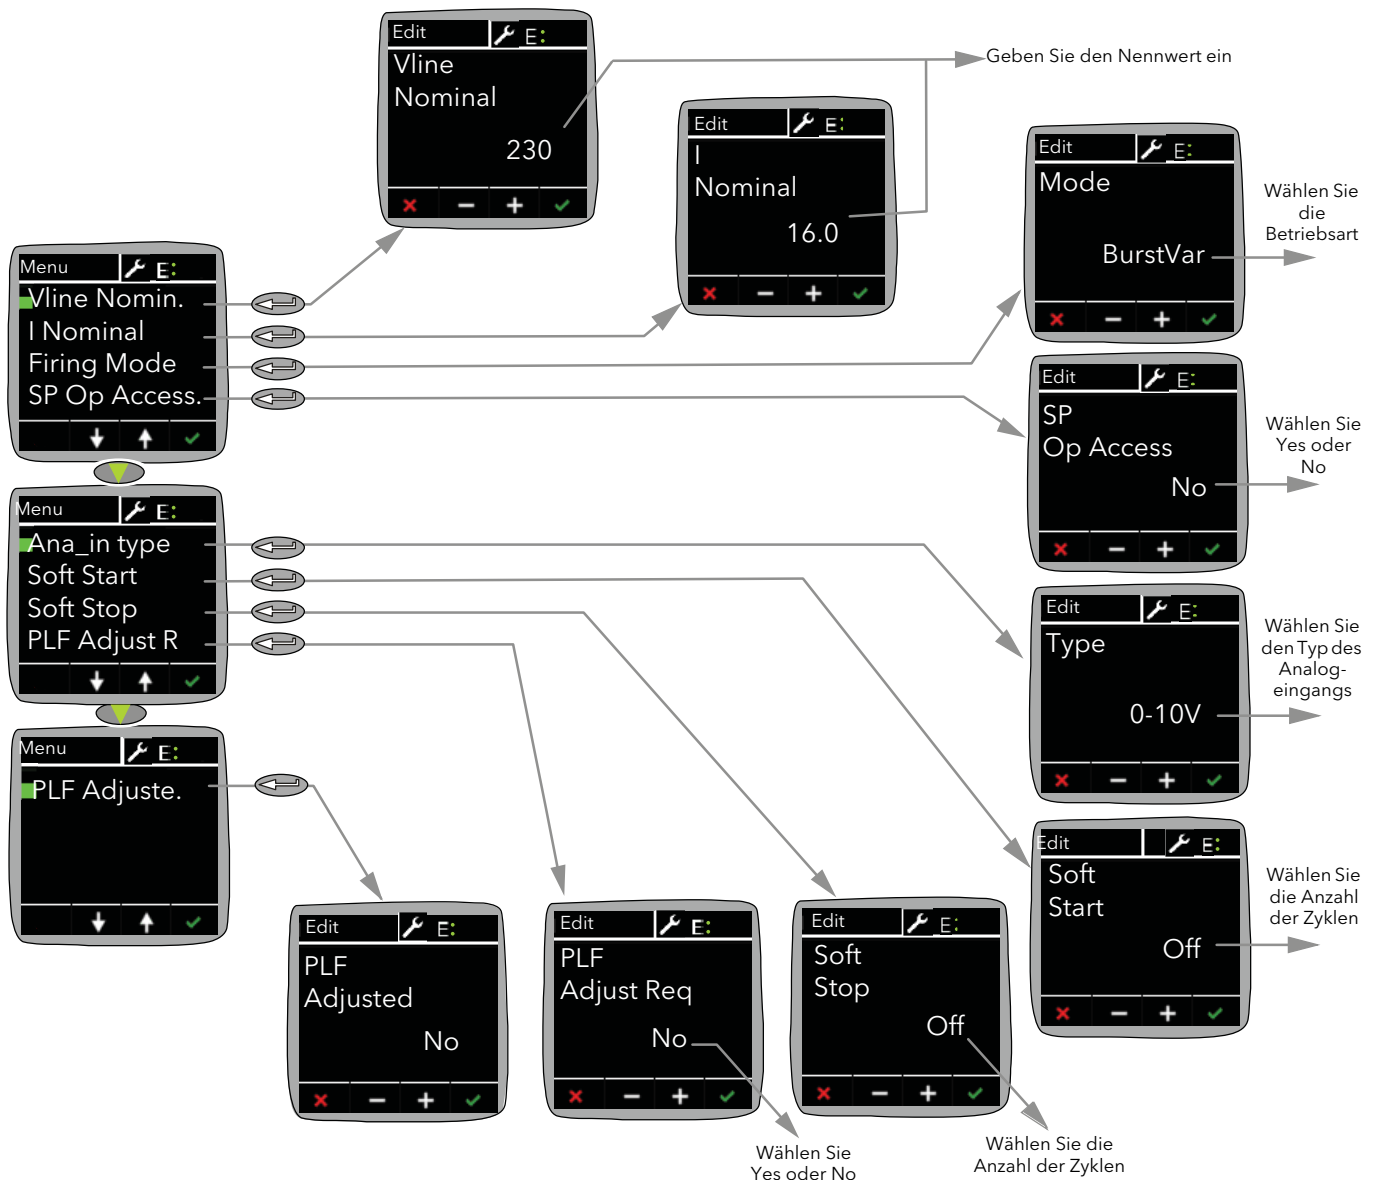 Edit E:
Vline
Nominal
230
Geben Sie den Nennwert ein
Edit E:
I
Nominal
16.0
Edit E:
Mode
BurstVar
Wählen Sie
die
Betriebsart
Menu E:
Vline Nomin.
I Nominal
Firing Mode
SP Op Access.
Edit E:
SP
Op Access
No
Wählen Sie
Yes oder
No
Menu E:
Ana_in type
Soft Start
Soft Stop
PLF Adjust R
Edit E:
Type
0-10V
Wählen Sie
den Typ des
Analog-
eingangs
Menu E:
PLF Adjuste.
Edit E:
Soft
Start
Off
Wählen Sie
die Anzahl
der Zyklen
Edit E:
PLF
Adjusted
No
Edit E:
PLF
Adjust Req
No
Wählen Sie
Yes oder No
Edit E:
Soft
Stop
Off
Wählen Sie die
Anzahl der Zyklen